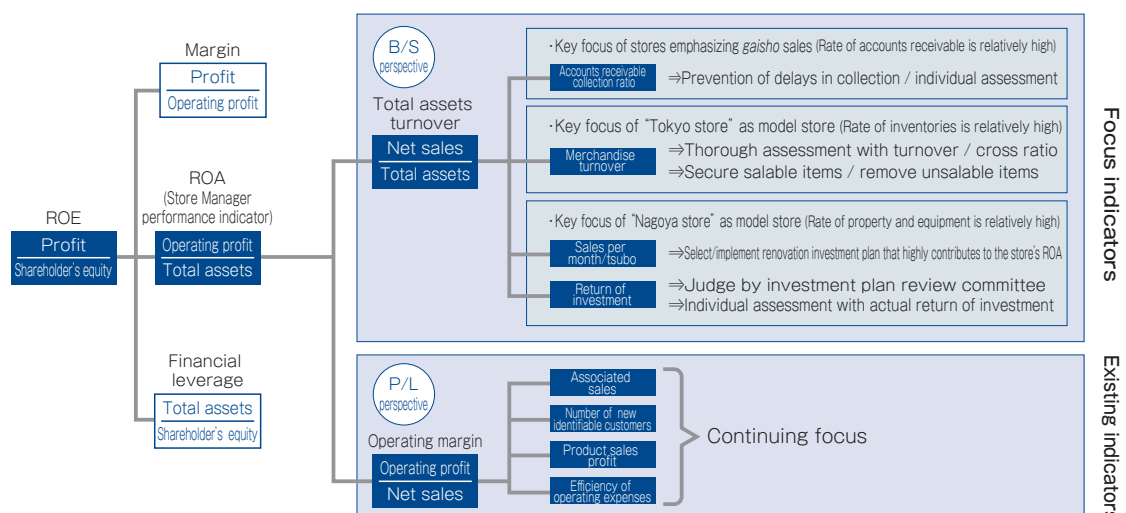 ROE
Profit
Shareholder's equity
Margin
Profit
Operating profit
ROA
(Store Manager
performance indicator)
Operating profit
Total assets
Financial
leverage
Total assets
Shareholder's equity
B/S
perspective
Total assets
turnover
Net sales
Total assets
・Key focus of stores emphasizing gaisho sales (Rate of accounts receivable is relatively high)
Accounts receivable
collection ratio
⇒Prevention of delays in collection / individual assessment
・Key focus of “Tokyo store” as model store (Rate of inventories is relatively high)
Merchandise
turnover
⇒Thorough assessment with turnover / cross ratio
⇒Secure salable items / remove unsalable items
・Key focus of “Nagoya store” as model store (Rate of property and equipment is relatively high)
Sales per
month/tsubo
⇒Select/implement renovation investment plan that highly contributes to the store's ROA
Return of
investment
⇒Judge by investment plan review committee
⇒Individual assessment with actual return of investment
Focus indicators
P/L
perspective
Operating margin
Operating profit
Net sales
Associated
sales
Number of new
identifiable customers
Product sales
profit
Efficiency of
operating expenses
Continuing focus
Existing indicators